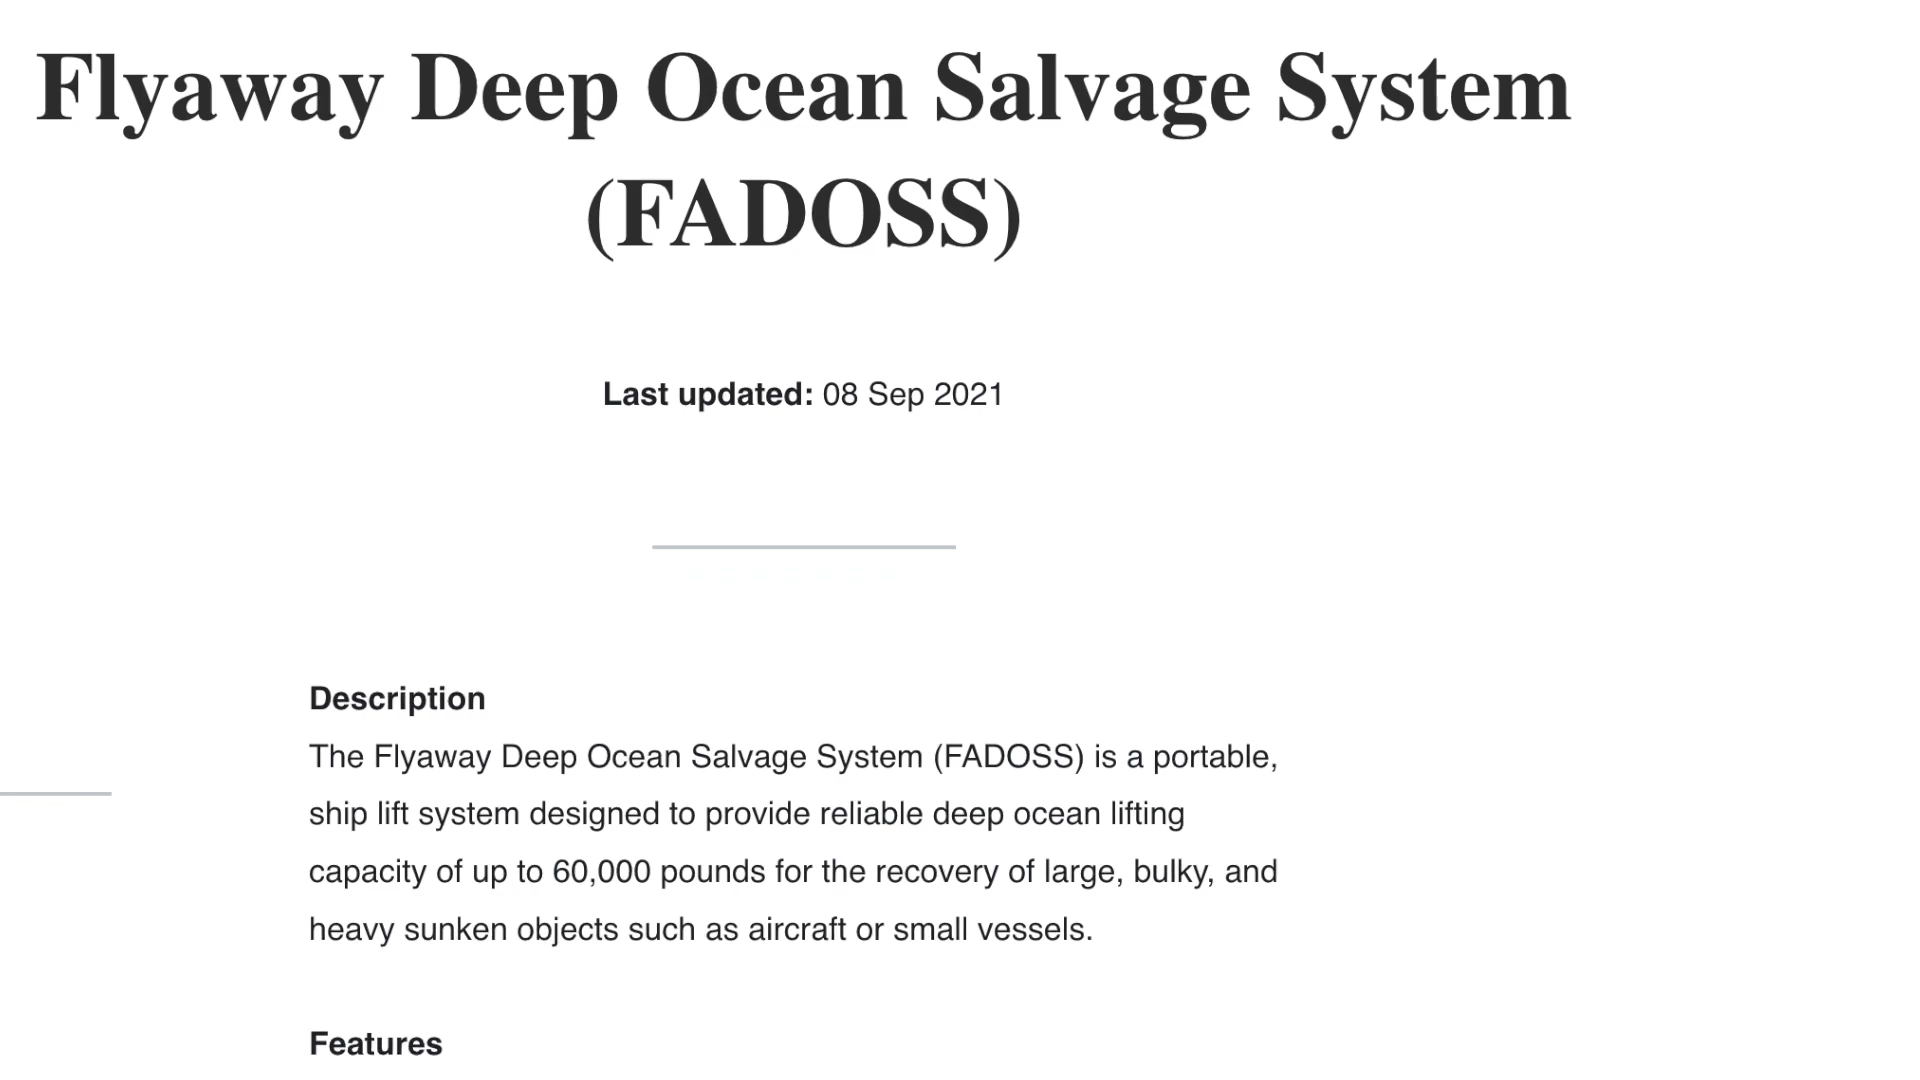 Flyaway Deep Ocean Salvage System
(FADOSS)
Last updated: 08 Sep 2021
Description
The Flyaway Deep Ocean Salvage System (FADOSS) is a portable,
ship lift system designed to provide reliable deep ocean lifting
capacity of up to 60,000 pounds for the recovery of large, bulky, and
heavy sunken objects such as aircraft or small vessels.
Features